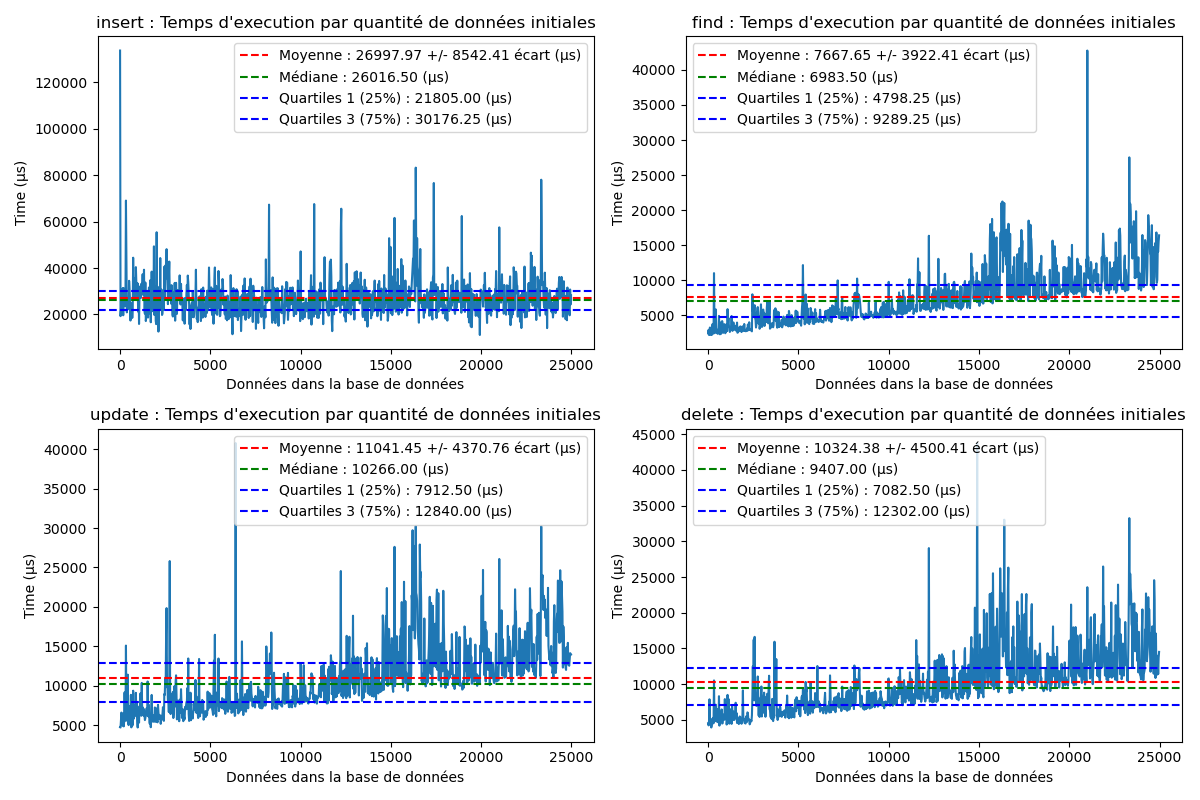 insert : Temps d'execution par quantité de données initiales
Time (µs)
120000
100000
80000
60000
40000
20000
Moyenne : 26997.97 +/- 8542.41 écart (µs)
Médiane : 26016.50 (µs)
Quartiles 1 (25%) : 21805.00 (µs)
Quartiles 3 (75%) : 30176.25 (µs)
0 5000 10000 15000 20000 25000
Données dans la base de données
find : Temps d'execution par quantité de données initiales
Time (µs)
40000
35000
30000
25000
20000
15000
10000
5000
Moyenne : 7667.65 +/- 3922.41 écart (µs)
Médiane : 6983.50 (µs)
Quartiles 1 (25%) : 4798.25 (µs)
Quartiles 3 (75%) : 9289.25 (µs)
0 5000 10000 15000 20000 25000
Données dans la base de données
update : Temps d'execution par quantité de données initiales
Time (µs)
40000
35000
30000
25000
20000
15000
10000
5000
Moyenne : 11041.45 +/- 4370.76 écart (µs)
Médiane : 10266.00 (µs)
Quartiles 1 (25%) : 7912.50 (µs)
Quartiles 3 (75%) : 12840.00 (µs)
0 5000 10000 15000 20000 25000
Données dans la base de données
delete : Temps d'execution par quantité de données initiales
Time (µs)
45000
40000
35000
30000
25000
20000
15000
10000
5000
Moyenne : 10324.38 +/- 4500.41 écart (µs)
Médiane : 9407.00 (µs)
Quartiles 1 (25%) : 7082.50 (µs)
Quartiles 3 (75%) : 12302.00 (µs)
0 5000 10000 15000 20000 25000
Données dans la base de données